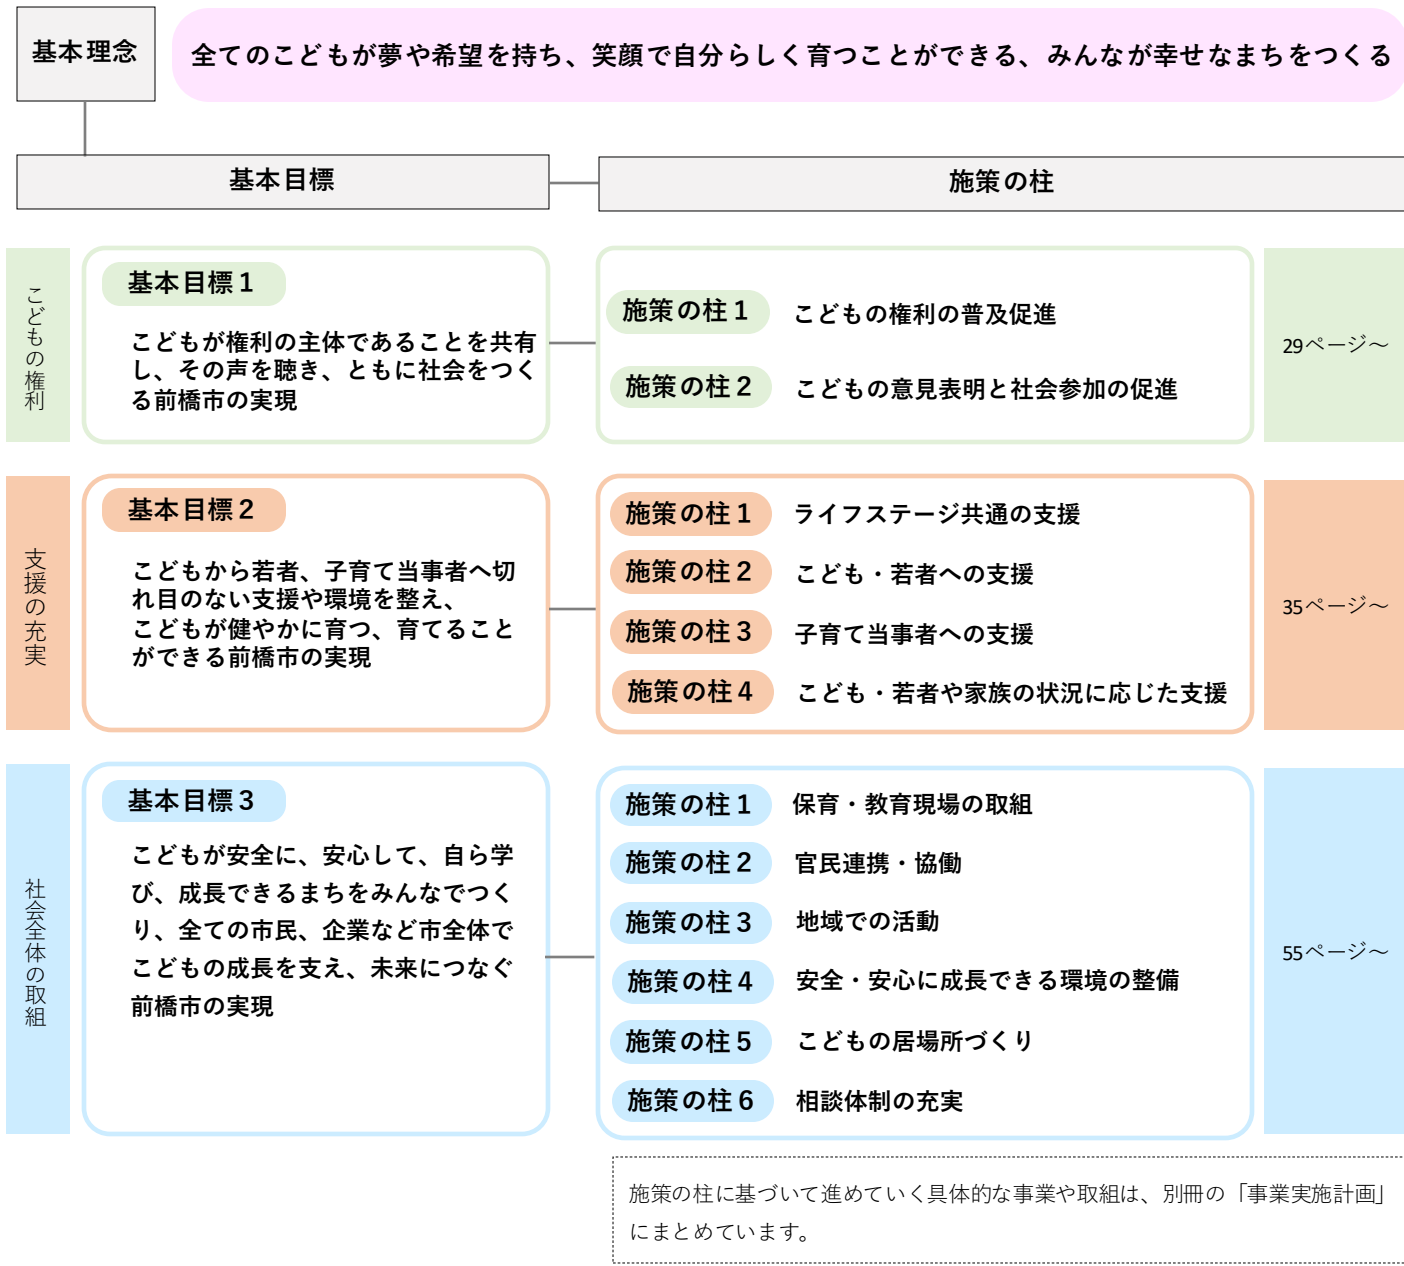 基本理念
全てのこどもが夢や希望を持ち、笑顔で自分らしく育つことができる、みんなが幸せなまちをつくる
基本目標
施策の柱
こどもの権利
基本目標１
こどもが権利の主体であることを共有
し、その声を聴き、ともに社会をつく
る前橋市の実現
施策の柱１ こどもの権利の普及促進
施策の柱２ こどもの意見表明と社会参加の促進
29ページ～
支援の充実
基本目標２
こどもから若者、子育て当事者へ切
れ目のない支援や環境を整え、
こどもが健やかに育つ、育てること
ができる前橋市の実現
施策の柱１ ライフステージ共通の支援
施策の柱２ こども・若者への支援
施策の柱３ 子育て当事者への支援
施策の柱４ こども・若者や家族の状況に応じた支援
35ページ～
社会全体の取組
基本目標３
こどもが安全に、安心して、自ら学
び、成長できるまちをみんなでつく
り、全ての市民、企業など市全体で
こどもの成長を支え、未来につなぐ
前橋市の実現
施策の柱１ 保育・教育現場の取組
施策の柱２ 官民連携・協働
施策の柱３ 地域での活動
施策の柱４ 安全・安心に成長できる環境の整備
施策の柱５ こどもの居場所づくり
施策の柱６ 相談体制の充実
55ページ～
施策の柱に基づいて進めていく具体的な事業や取組は、別冊の「事業実施計画」
にまとめています。